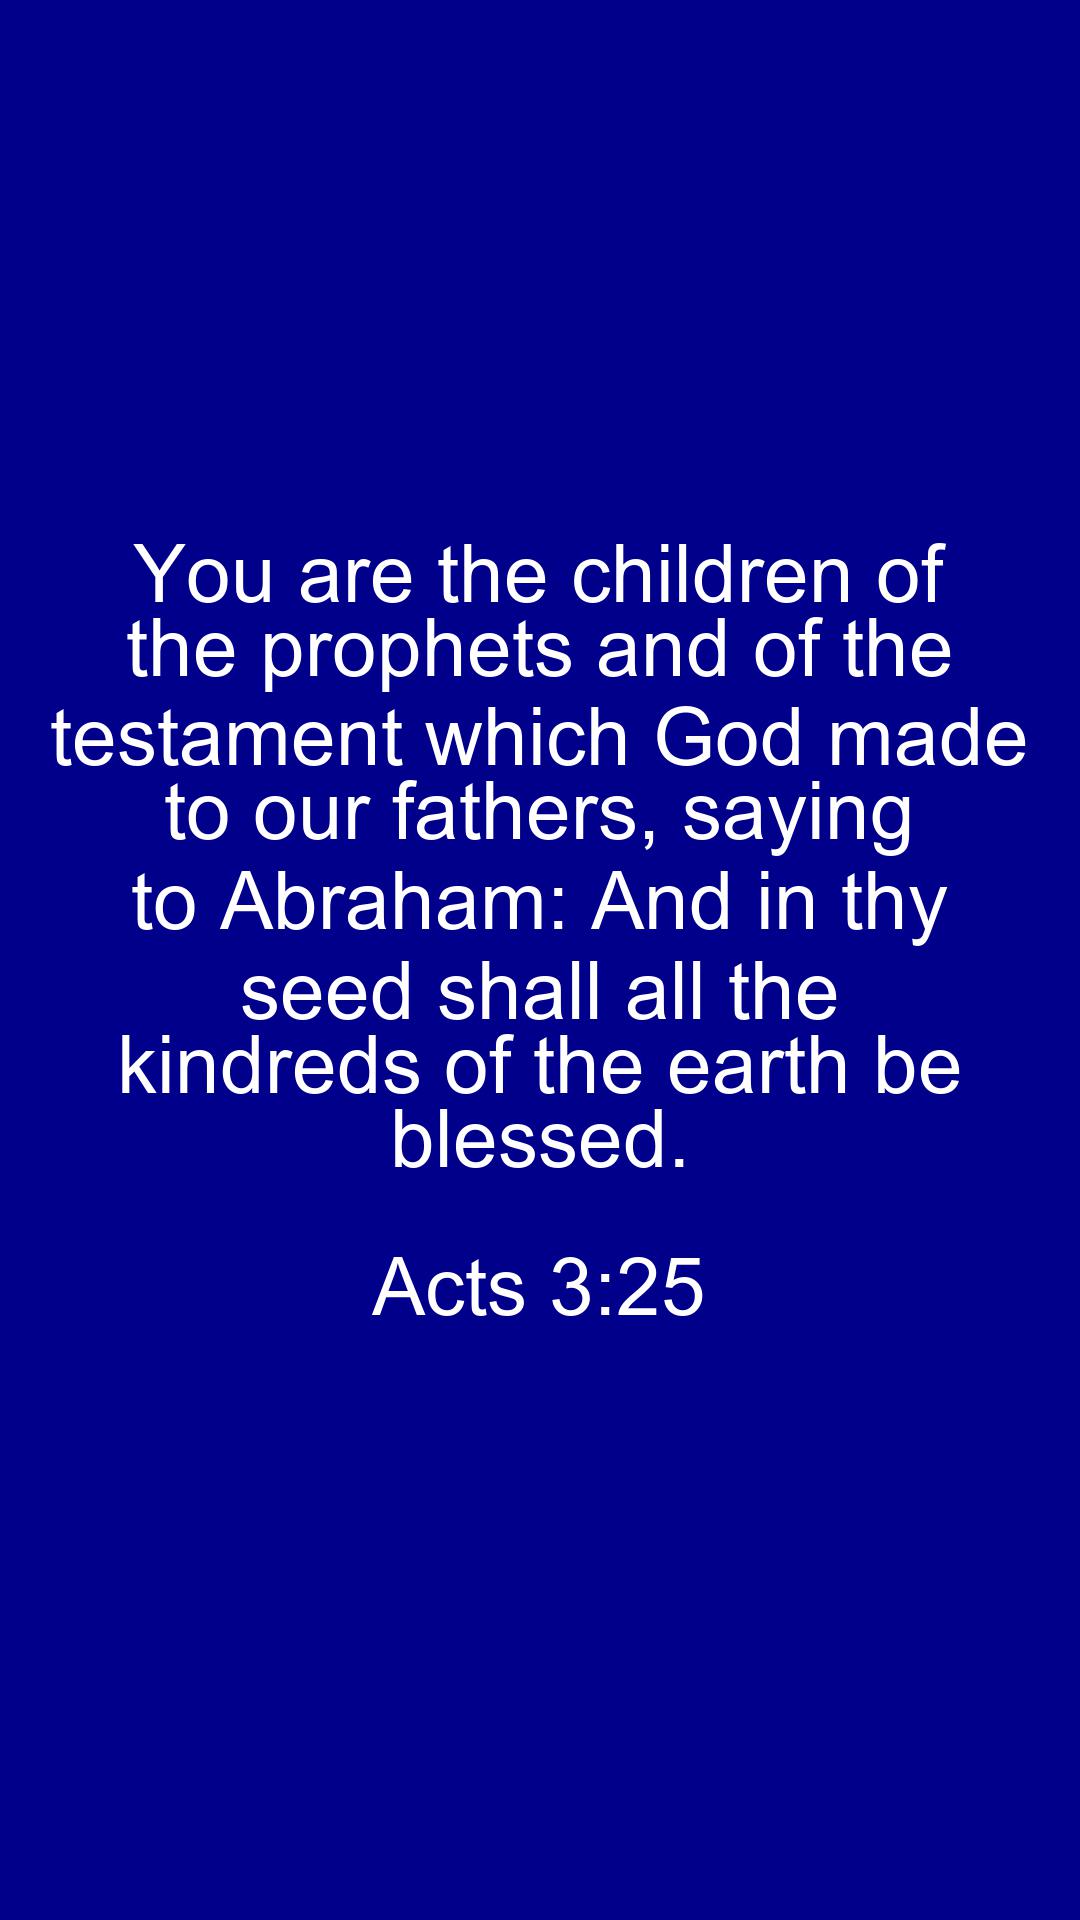 You are the children of
the prophets and of the
testament which God made
to our fathers, saying
to Abraham: And in thy
seed shall all the
kindreds of the earth be
blessed.
Acts 3:25